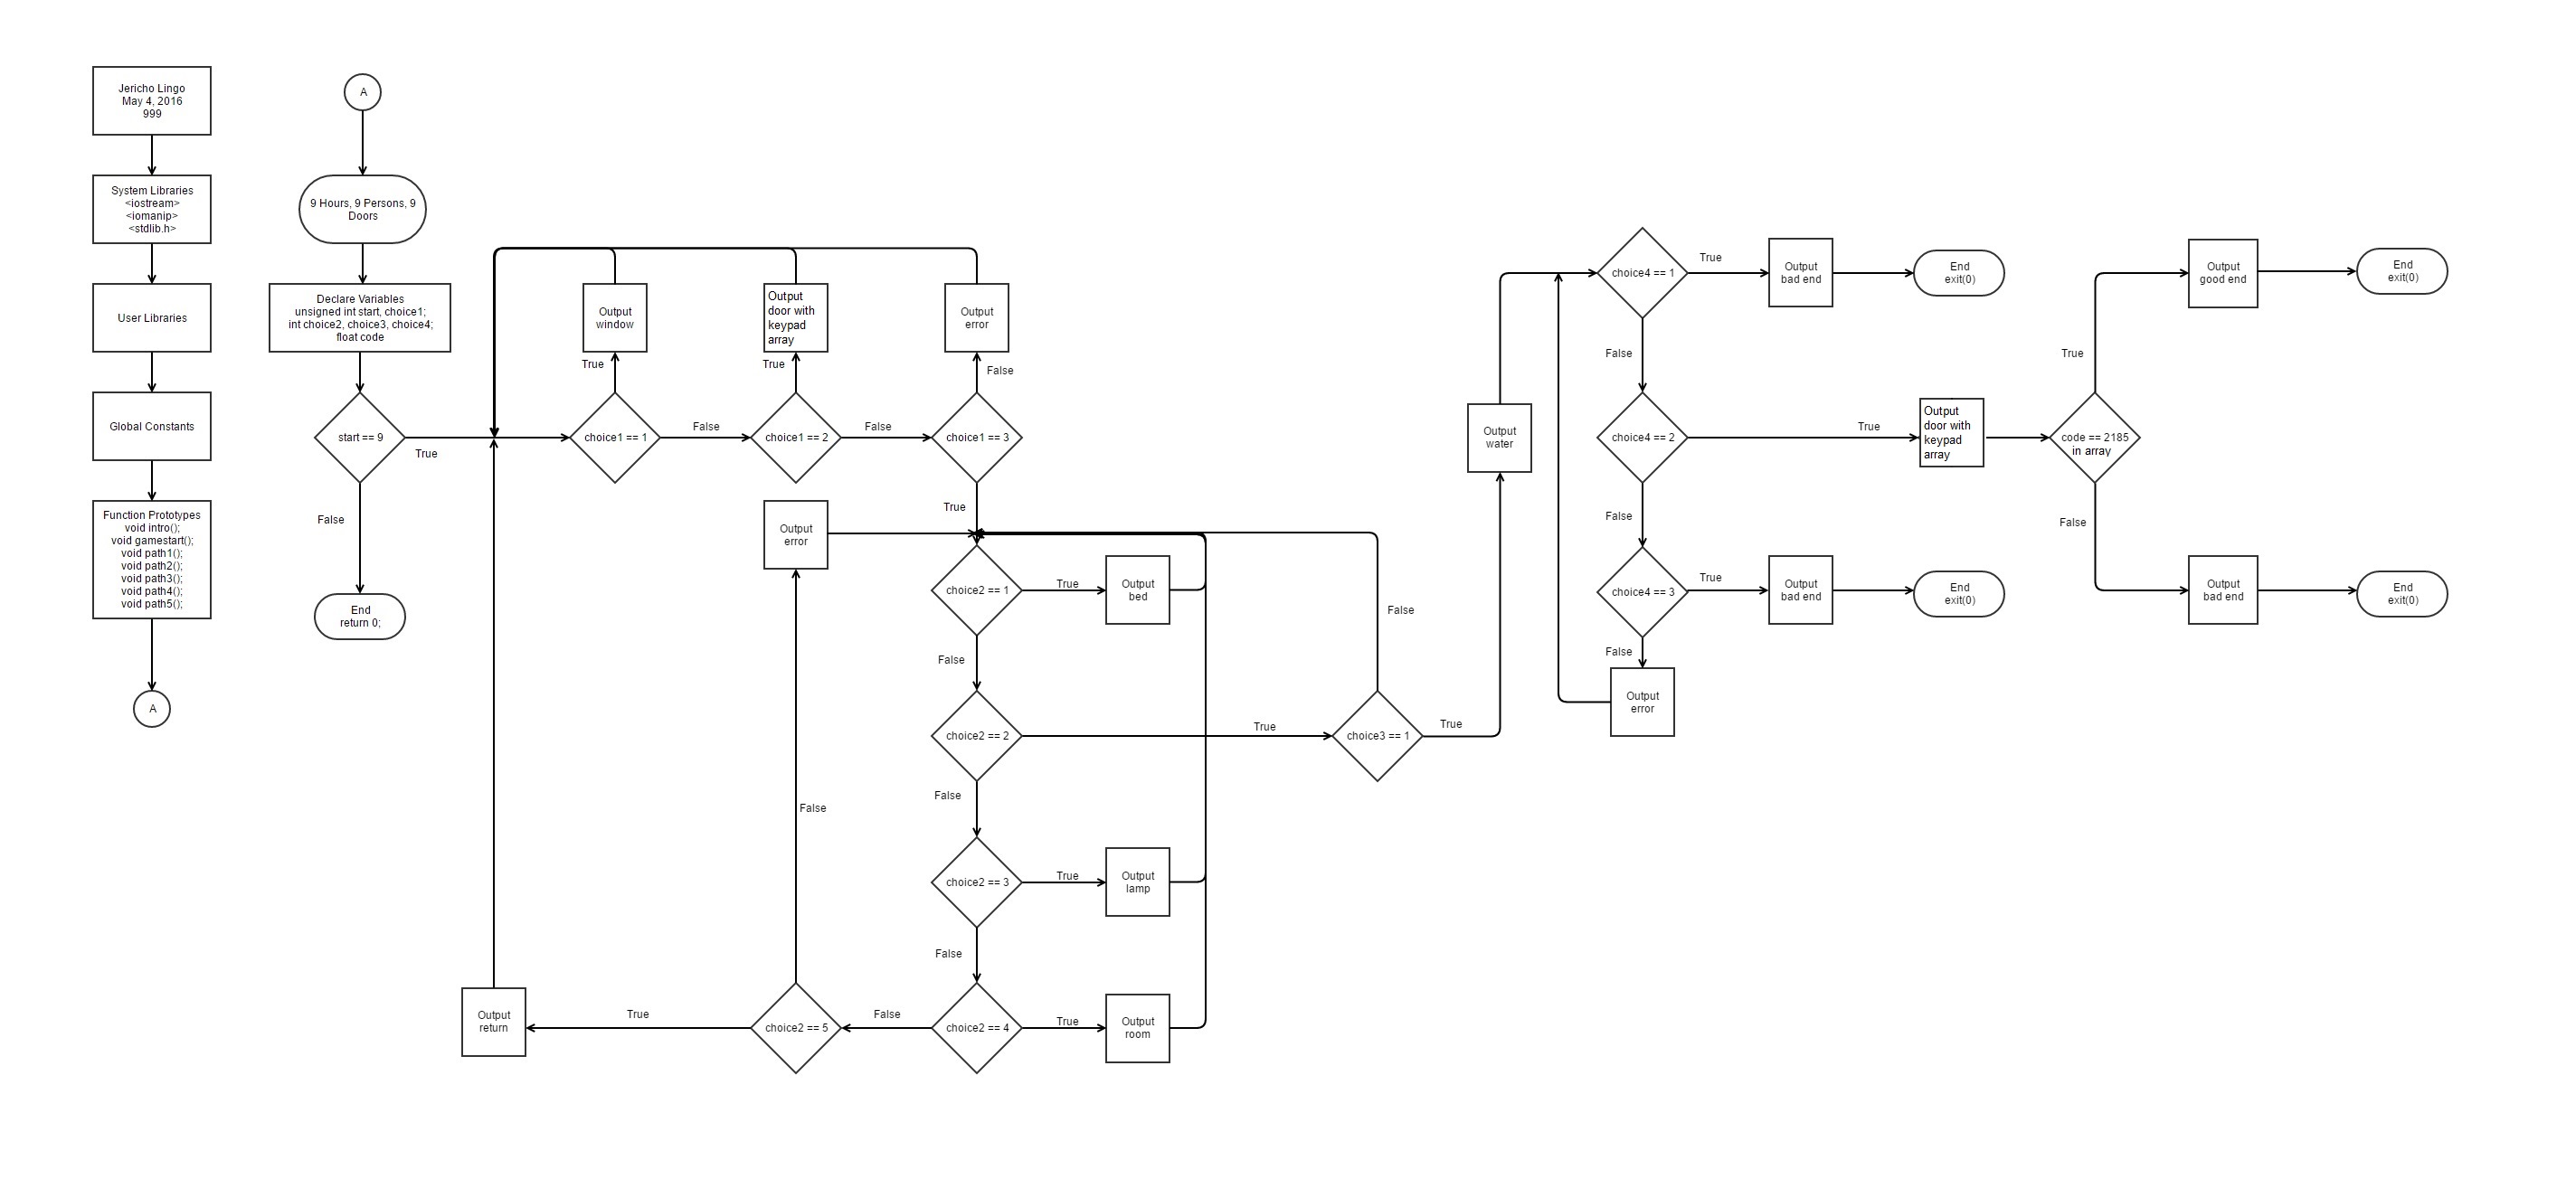 Jericho Lingo
May 4, 2016
999
System Libraries
<iostream>
<iomanip>
<stdlib.h>
User Libraries
Global Constants
Function Prototypes
void intro();
void gamestart();
void path1();
void path2();
void path3();
void path4();
void path5();
A
A
9 Hours, 9 Persons, 9
Doors
Declare Variables
unsigned int start, choice1;
int choice2, choice3, choice4;
float code
start == 9
True
False
End
return 0;
Output
window
True
choice1 == 1
False
Output
door with
keypad
array
True
choice1 == 2
False
Output
error
False
choice1 == 3
True
Output
error
choice2 == 1
True
Output
bed
False
choice2 == 2
True
False
choice2 == 3
True
Output
lamp
False
choice2 == 4
True
Output
room
False
choice2 == 5
False
True
Output
return
choice3 == 1
False
True
Output
water
choice4 == 1
True
Output
bad end
End
exit(0)
False
choice4 == 2
True
Output
door with
keypad
array
code == 2185
in array
True
Output
good end
End
exit(0)
False
Output
bad end
End
exit(0)
False
choice4 == 3
True
Output
bad end
End
exit(0)
False
Output
error